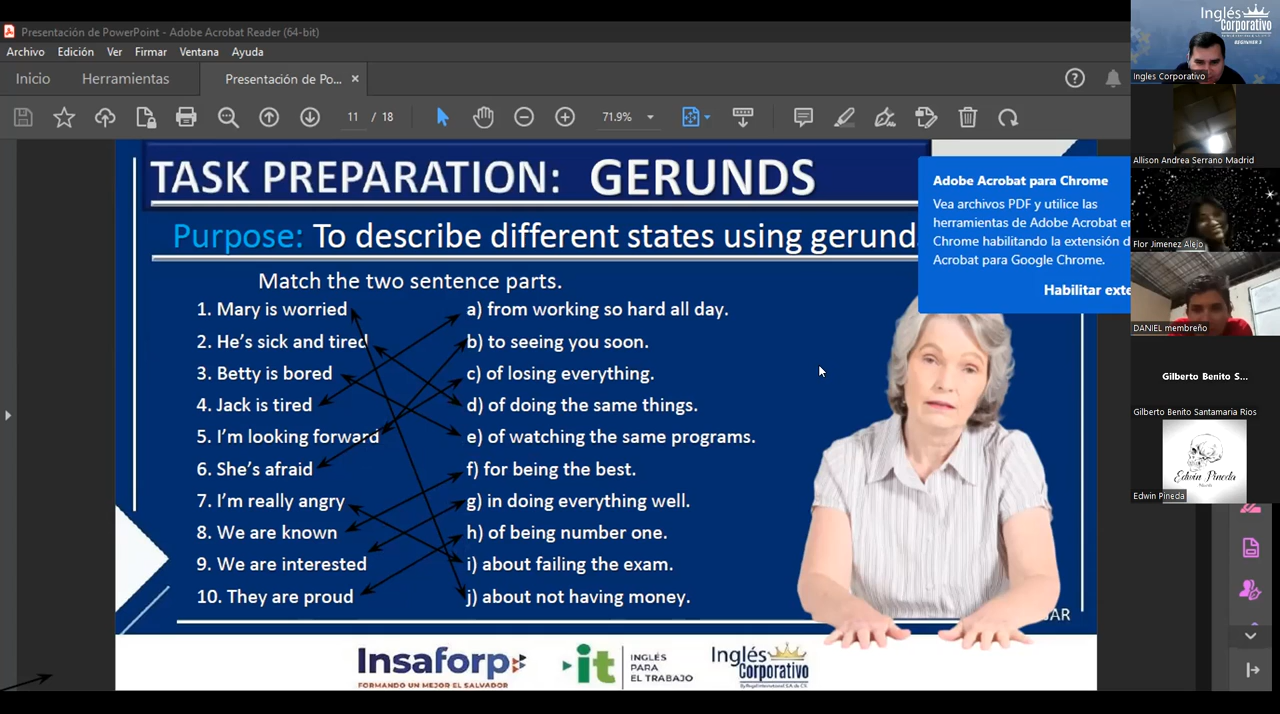 Presentación de PowerPoint - Adobe Acrobat Reader (64-bit)
Archivo Edición Ver Firmar Ventana Ayuda
Inicio Herramientas Presentación de Po... ×
11 / 18 71.9%
TASK PREPARATION: GERUNDS
Purpose: To describe different states using gerund
Match the two sentence parts.
1. Mary is worried a) from working so hard all day.
2. He's sick and tired b) to seeing you soon.
3. Betty is bored c) of losing everything.
4. Jack is tired d) of doing the same things.
5. I'm looking forward e) of watching the same programs.
6. She's afraid f) for being the best.
7. I'm really angry g) in doing everything well.
8. We are known h) of being number one.
9. We are interested i) about failing the exam.
10. They are proud j) about not having money.
Insaforp
FORMANDO UN MEJOR EL SALVADOR
it
INGLÉS
PARA
EL TRABAJO
Inglés
Corporativo
Adobe Acrobat para Chrome
Vea archivos PDF y utilice las
herramientas de Adobe Acrobat en
Chrome habilitando la extensión d
Acrobat para Google Chrome.
Habilitar exte
Inglés
Corporativo
BEGINNER 2
Ingles Corporativo
Allison Andrea Serrano Madrid
Flor Jimenez Alejo
DANIEL membreño
Gilberto Benito S...
Gilberto Benito Santamaria Rios
Edwin Pineda
Edwin Pineda